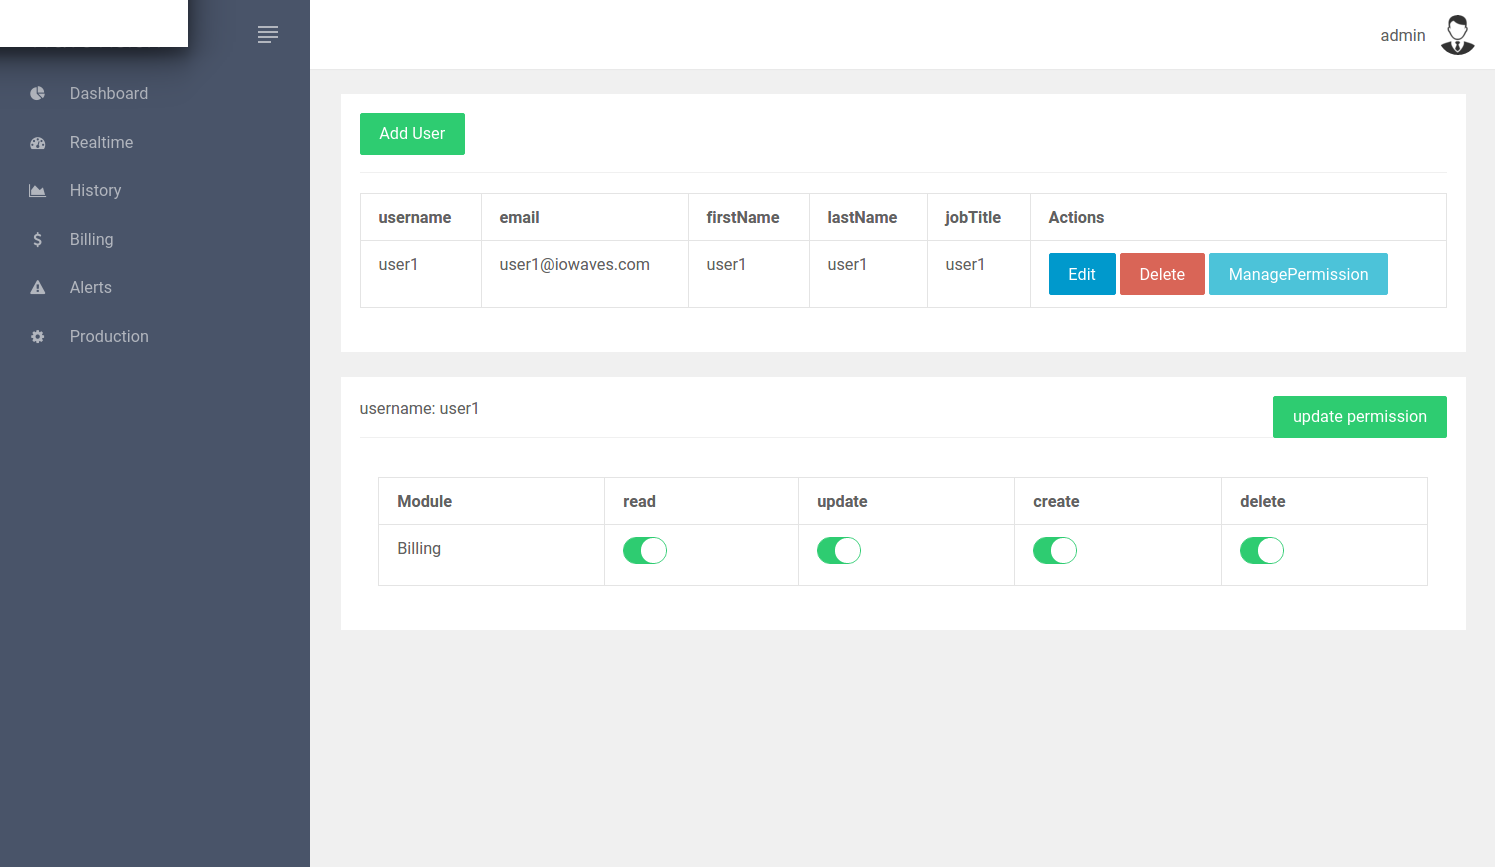 admin
Dashboard
Realtime
History
Billing
Alerts
Production
Add User
username email firstName lastName jobTitle Actions
user1 user1@iowaves.com user1 user1 user1 Edit Delete ManagePermission
username: user1
update permission
Module read update create delete
Billing